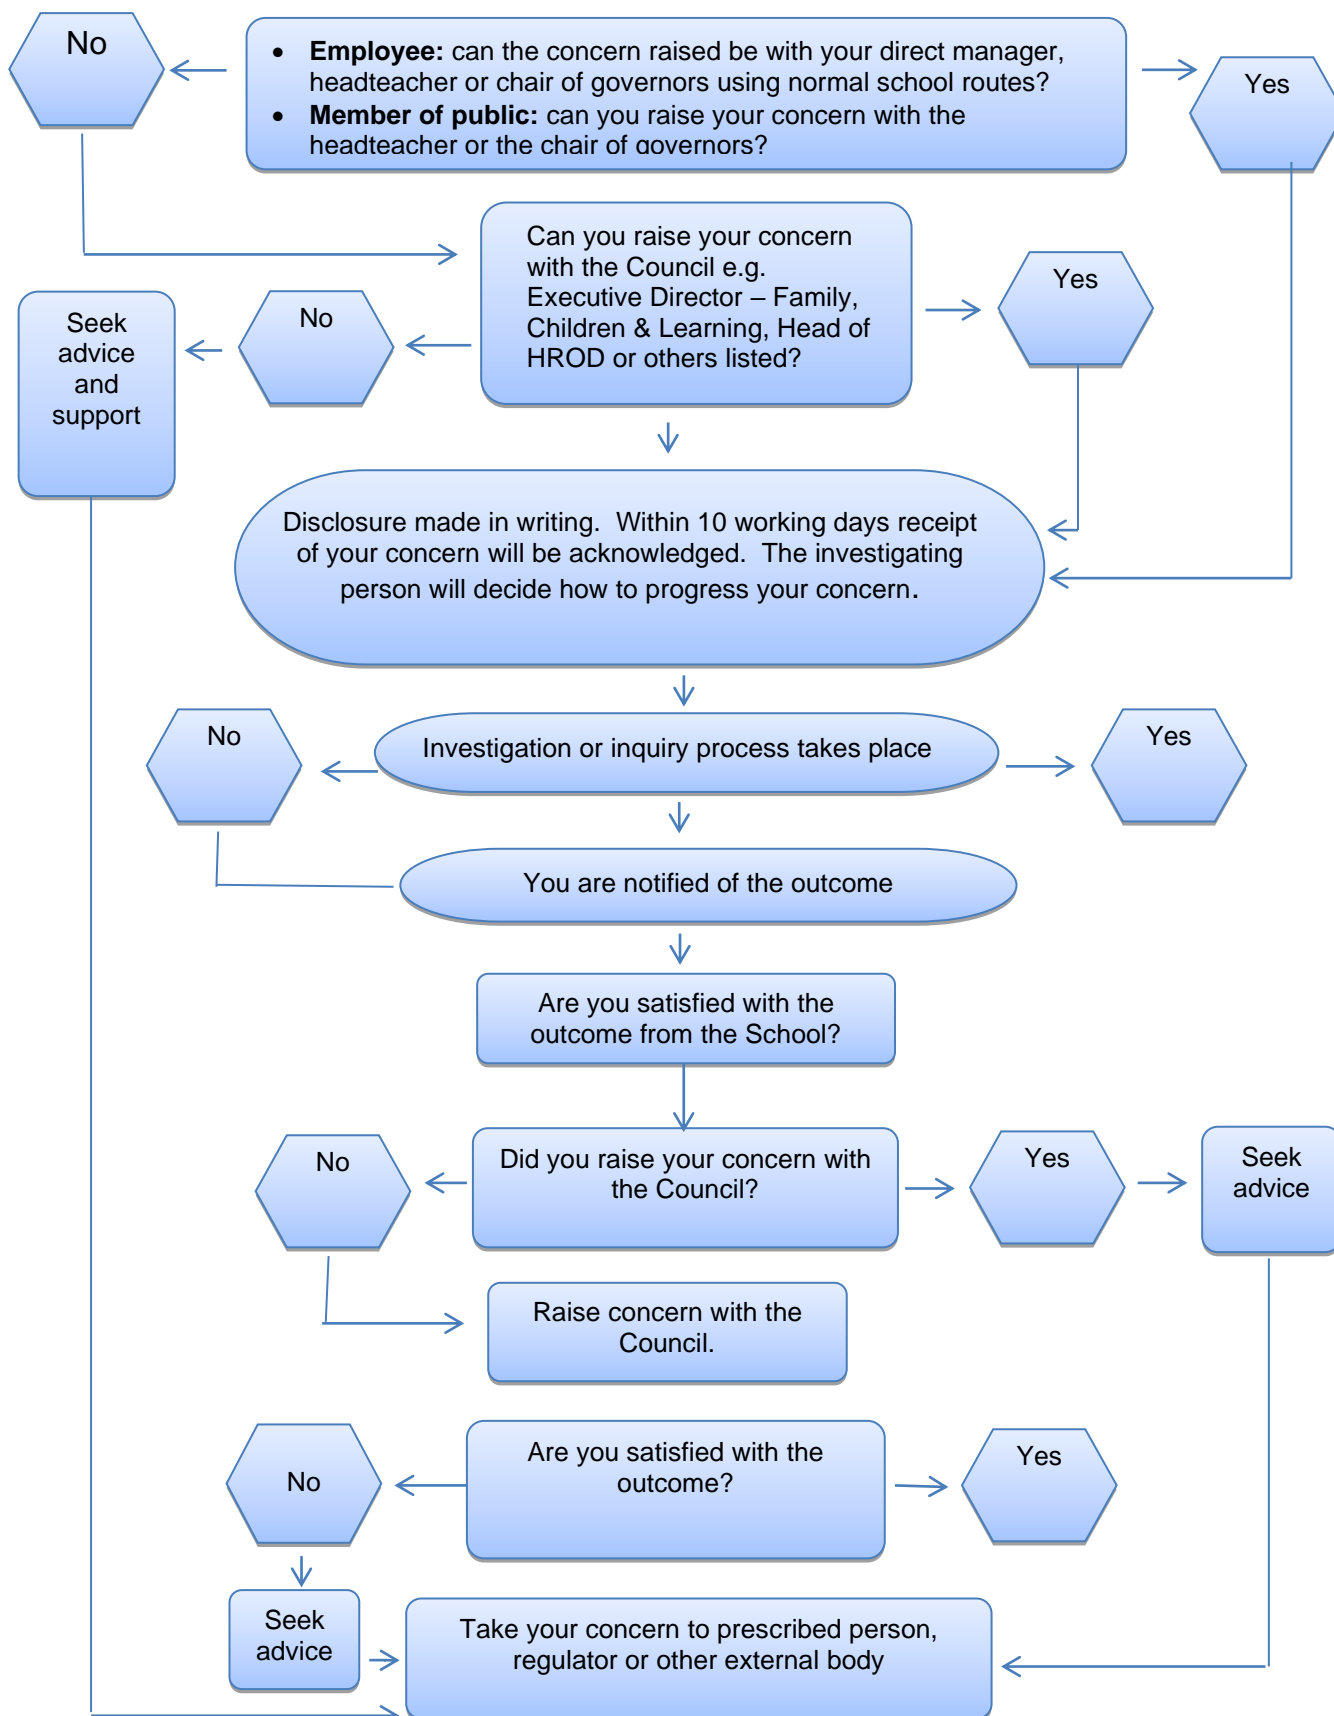 No
• Employee: can the concern raised be with your direct manager,
headteacher or chair of governors using normal school routes?
• Member of public: can you raise your concern with the
headteacher or the chair of governors?
Yes
Can you raise your concern
with the Council e.g.
Executive Director – Family,
Children & Learning, Head of
HROD or others listed?
Yes
No
Seek
advice
and
support
Disclosure made in writing. Within 10 working days receipt
of your concern will be acknowledged. The investigating
person will decide how to progress your concern.
No
Investigation or inquiry process takes place
Yes
You are notified of the outcome
Are you satisfied with the
outcome from the School?
No
Did you raise your concern with
the Council?
Yes
Seek
advice
Raise concern with the
Council.
No
Are you satisfied with the
outcome?
Yes
Seek
advice
Take your concern to prescribed person,
regulator or other external body